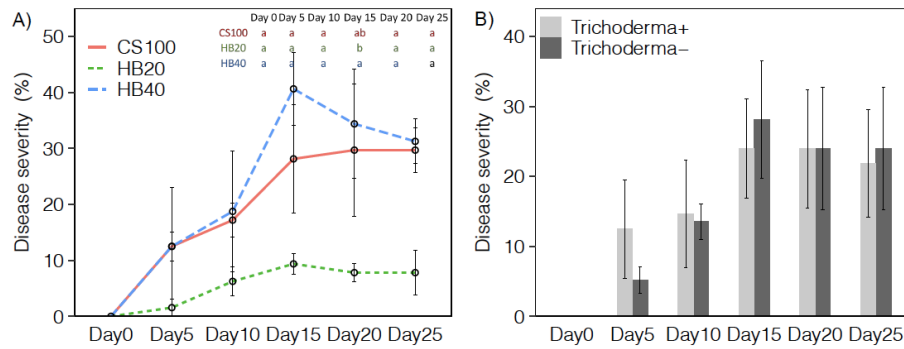 A)
Day 0 Day 5 Day 10 Day 15 Day 20 Day 25
CS100 a a a ab a a
HB20 a a a b a a
HB40 a a a a a a
CS100
HB20
HB40
Disease severity (%)
50
40
30
20
10
0
Day0 Day5 Day10 Day15 Day20 Day25
B)
Trichoderma+
Trichoderma–
Disease severity (%)
40
30
20
10
0
Day0 Day5 Day10 Day15 Day20 Day25